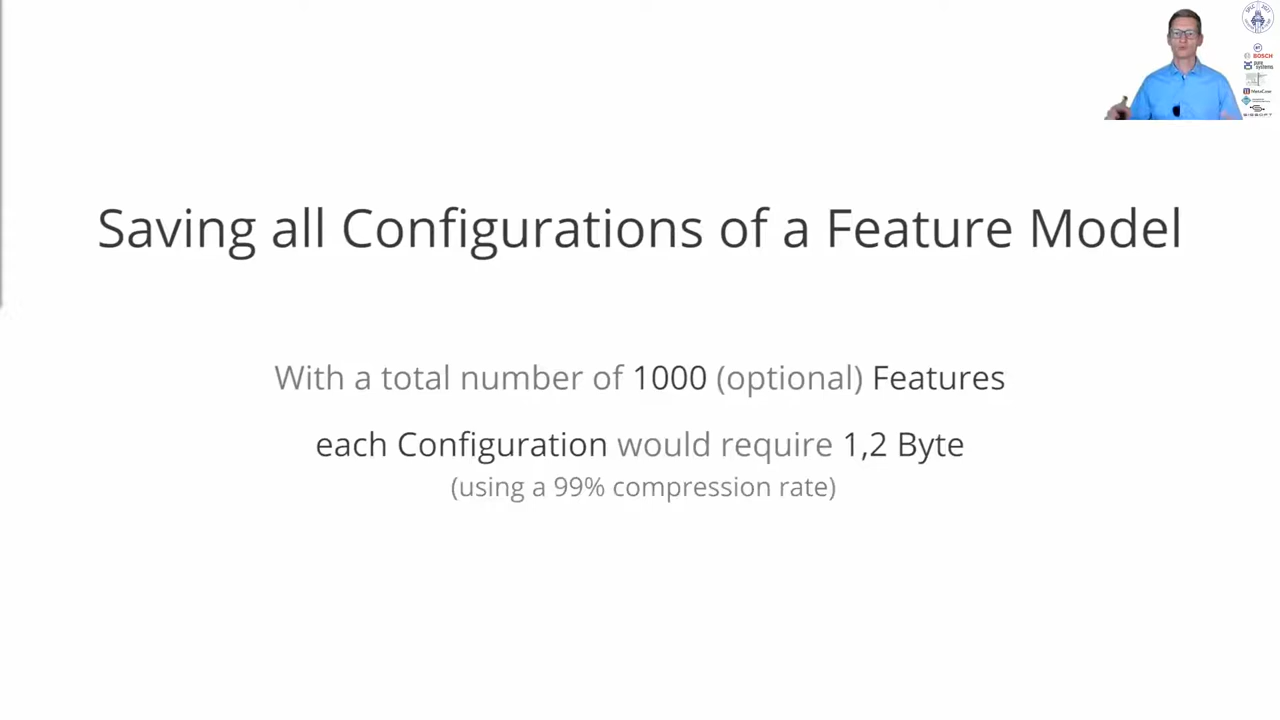 Saving all Configurations of a Feature Model
With a total number of 1000 (optional) Features
each Configuration would require 1,2 Byte
(using a 99% compression rate)
BOSCH